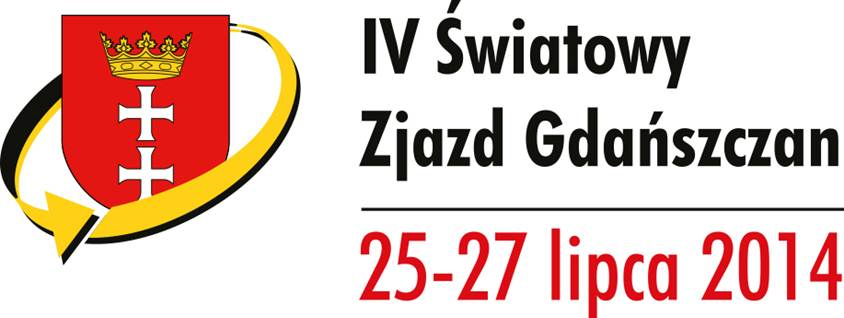 IV Światowy
Zjazd Gdańszczan
25-27 lipca 2014